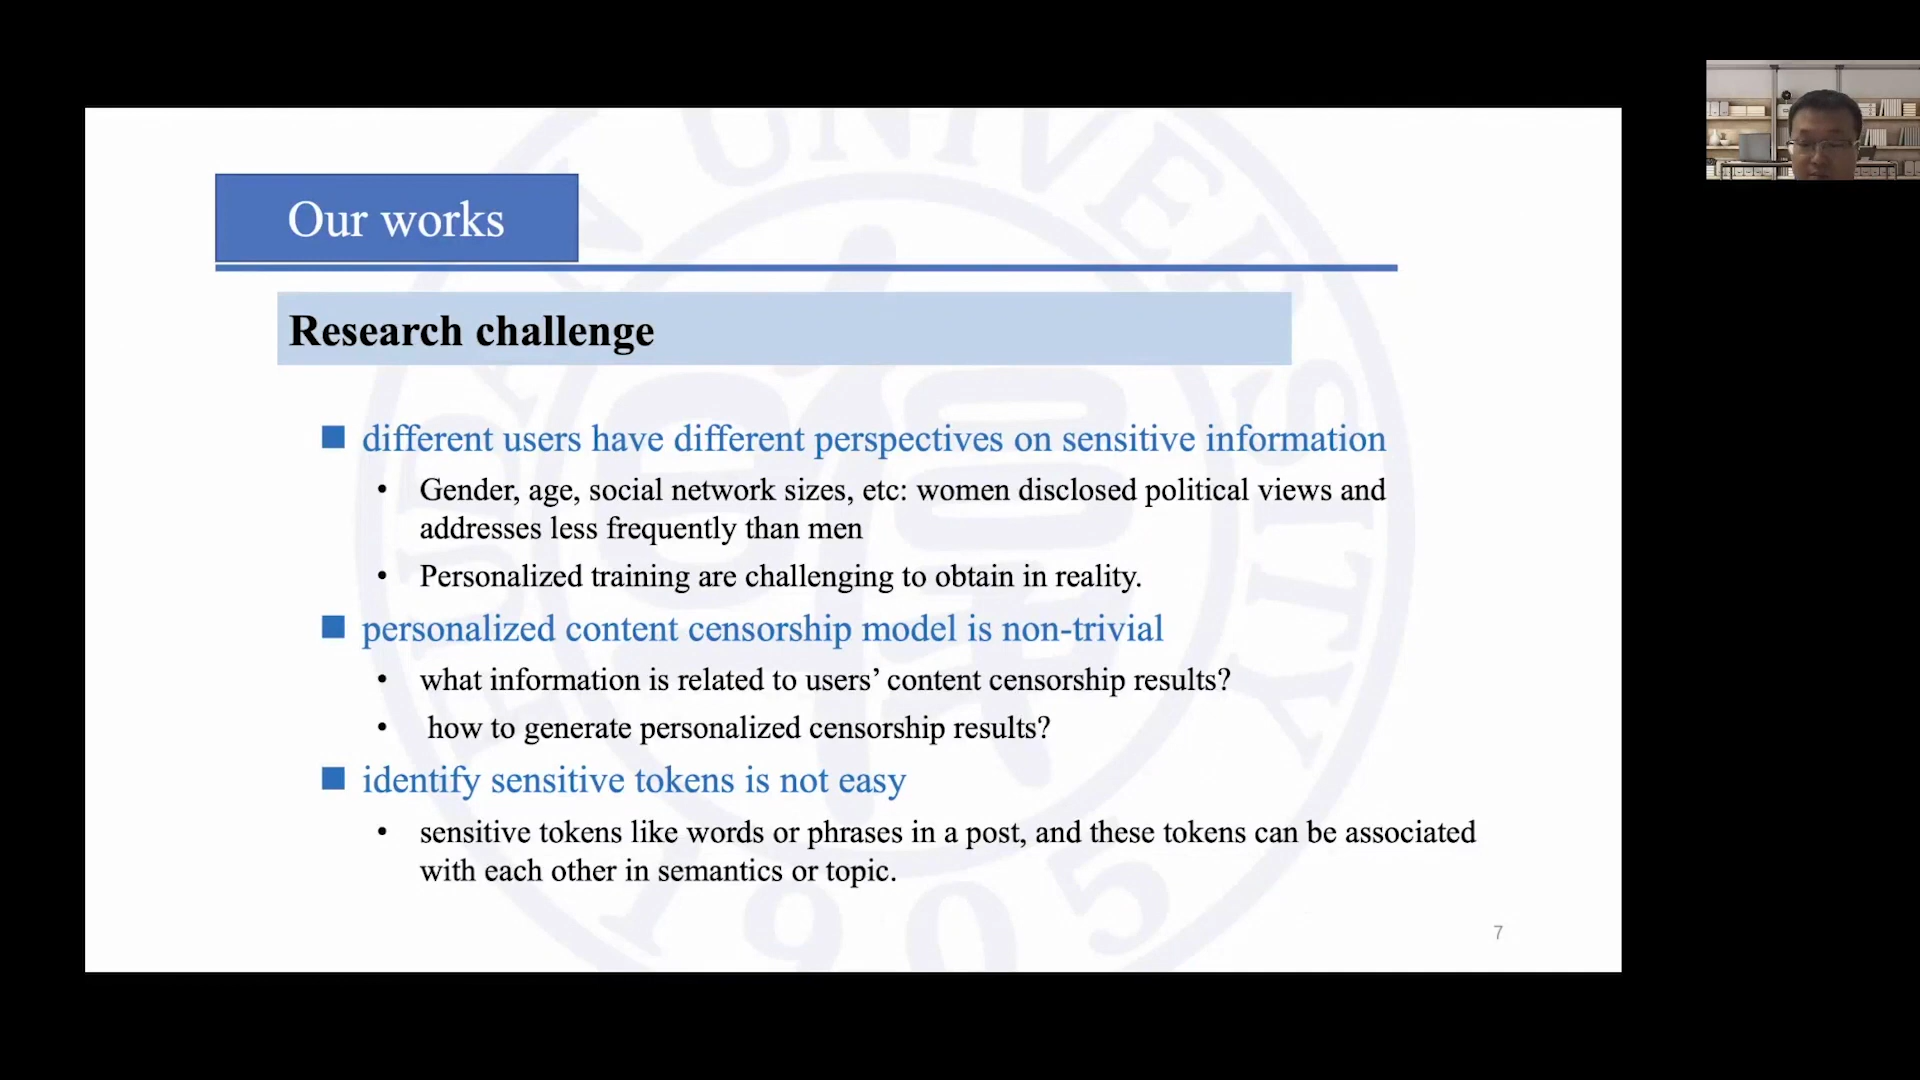 Our works
Research challenge
different users have different perspectives on sensitive information
• Gender, age, social network sizes, etc: women disclosed political views and
addresses less frequently than men
• Personalized training are challenging to obtain in reality.
personalized content censorship model is non-trivial
• what information is related to users’ content censorship results?
• how to generate personalized censorship results?
identify sensitive tokens is not easy
• sensitive tokens like words or phrases in a post, and these tokens can be associated
with each other in semantics or topic.
7
FUDAN UNIVERSITY
1905